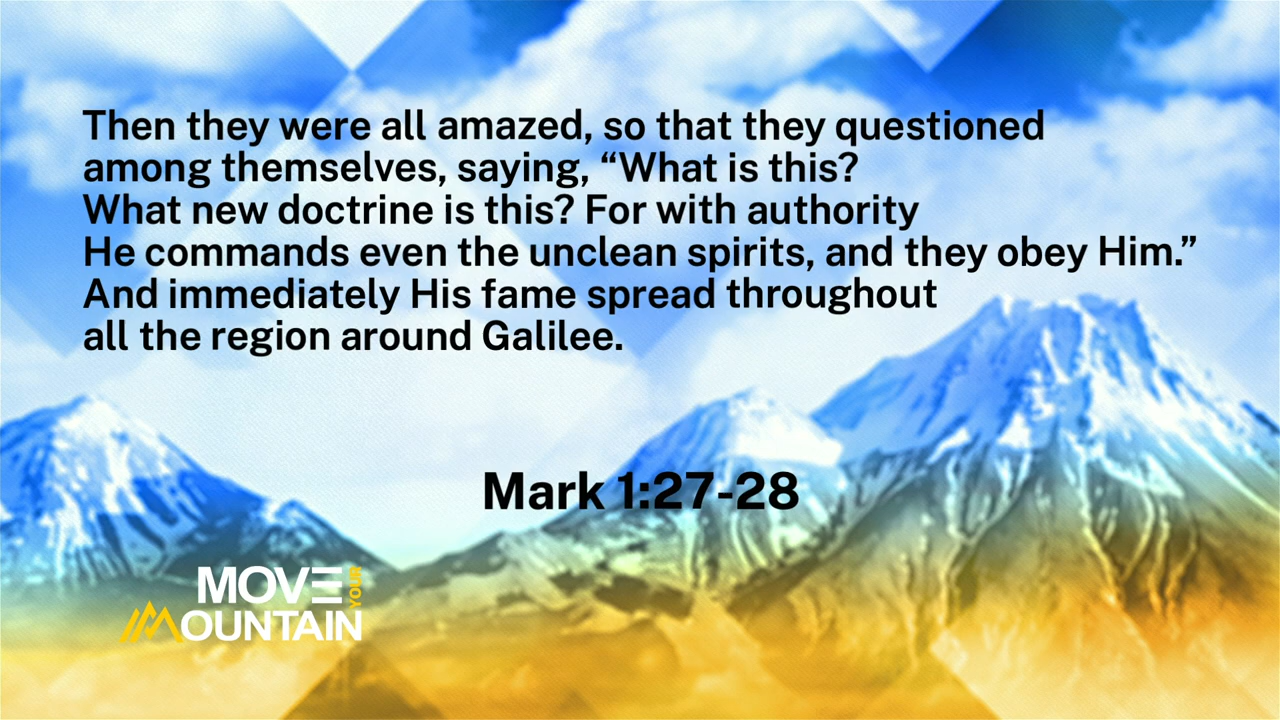 Then they were all amazed, so that they questioned
among themselves, saying, “What is this?
What new doctrine is this? For with authority
He commands even the unclean spirits, and they obey Him.”
And immediately His fame spread throughout
all the region around Galilee.
Mark 1:27-28
MOVE YOUR
MOUNTAIN